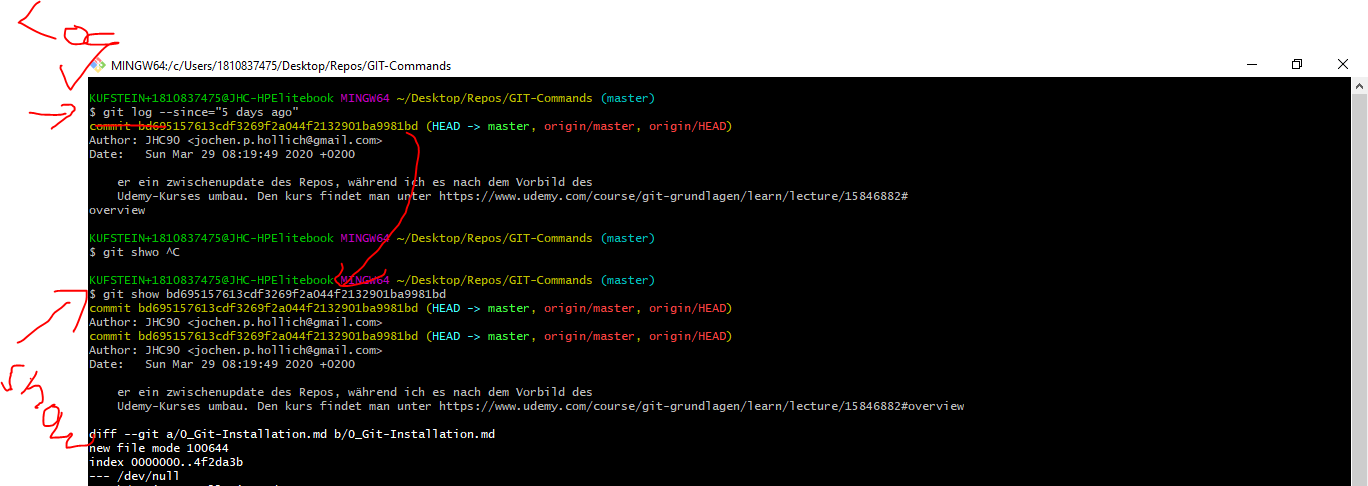 Log
MINGW64:/c/Users/1810837475/Desktop/Repos/GIT-Commands
KUFSTEIN+1810837475@JHC-HPElitebook MINGW64 ~/Desktop/Repos/GIT-Commands (master)
$ git log --since="5 days ago"
commit bd695157613cdf3269f2a044f2132901ba9981bd (HEAD -> master, origin/master, origin/HEAD)
Author: JHC90 <jochen.p.hollich@gmail.com>
Date:   Sun Mar 29 08:19:49 2020 +0200
er ein zwischenupdate des Repos, während ich es nach dem Vorbild des
Udemy-Kurses umbau. Den kurs findet man unter https://www.udemy.com/course/git-grundlagen/learn/lecture/15846882#
overview
KUFSTEIN+1810837475@JHC-HPElitebook MINGW64 ~/Desktop/Repos/GIT-Commands (master)
$ git shwo ^C
KUFSTEIN+1810837475@JHC-HPElitebook MINGW64 ~/Desktop/Repos/GIT-Commands (master)
$ git show bd695157613cdf3269f2a044f2132901ba9981bd
commit bd695157613cdf3269f2a044f2132901ba9981bd (HEAD -> master, origin/master, origin/HEAD)
Author: JHC90 <jochen.p.hollich@gmail.com>
commit bd695157613cdf3269f2a044f2132901ba9981bd (HEAD -> master, origin/master, origin/HEAD)
Author: JHC90 <jochen.p.hollich@gmail.com>
Date:   Sun Mar 29 08:19:49 2020 +0200
show
er ein zwischenupdate des Repos, während ich es nach dem Vorbild des
Udemy-Kurses umbau. Den kurs findet man unter https://www.udemy.com/course/git-grundlagen/learn/lecture/15846882#overview
diff --git a/0_Git-Installation.md b/0_Git-Installation.md
new file mode 100644
index 0000000..4f2da3b
--- /dev/null